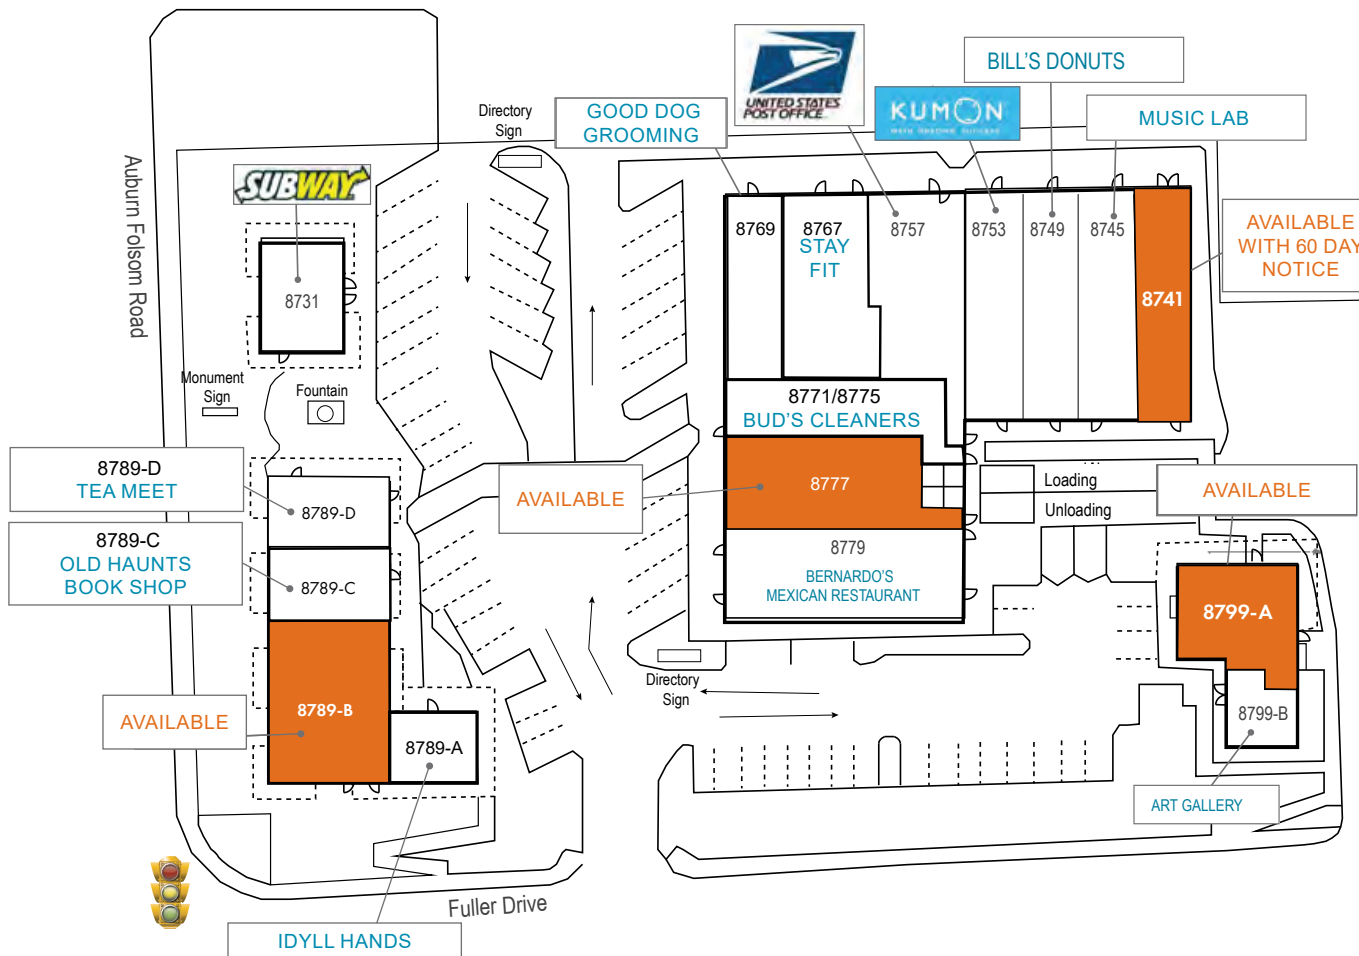 BILL'S DONUTS
UNITED STATES
POST OFFICE
KUMON
Directory
Sign
GOOD DOG
GROOMING
MUSIC LAB
Auburn Folsom Road
SUBWAY
8769
8767
STAY
FIT
8757
8753
8749
8745
8741
AVAILABLE
WITH 60 DAY
NOTICE
8731
Monument
Sign
Fountain
8771/8775
BUD'S CLEANERS
8789-D
TEA MEET
8789-C
OLD HAUNTS
BOOK SHOP
8789-D
8789-C
AVAILABLE
8777
Loading
Unloading
AVAILABLE
8779
BERNARDO'S
MEXICAN RESTAURANT
8799-A
Directory
Sign
AVAILABLE
8789-B
8789-A
8799-B
ART GALLERY
Fuller Drive
IDYLL HANDS